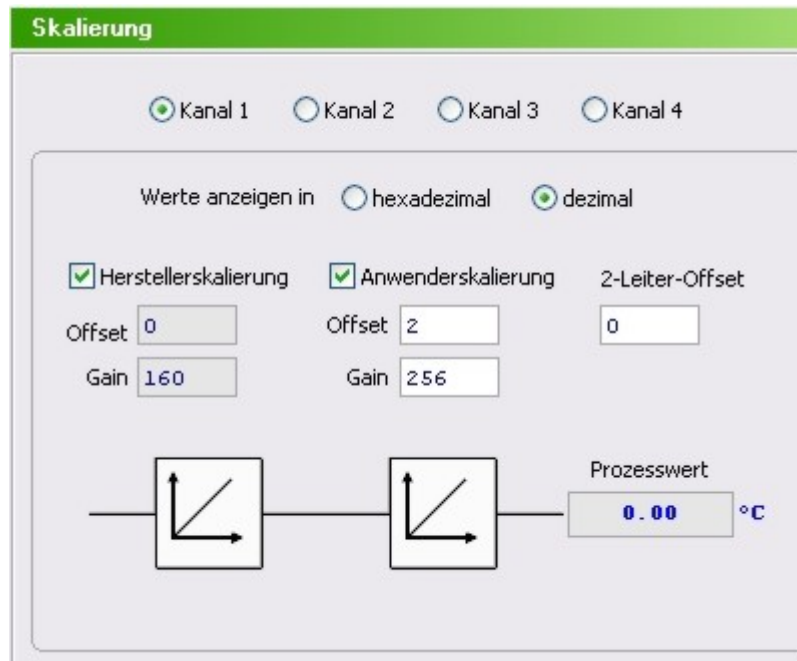 Skalierung
Kanal 1 Kanal 2 Kanal 3 Kanal 4
Werte anzeigen in hexadezimal dezimal
Herstellerskalierung Anwenderskalierung 2-Leiter-Offset
Offset 0 Offset 2 0
Gain 160 Gain 256
Prozesswert
0.00 °C